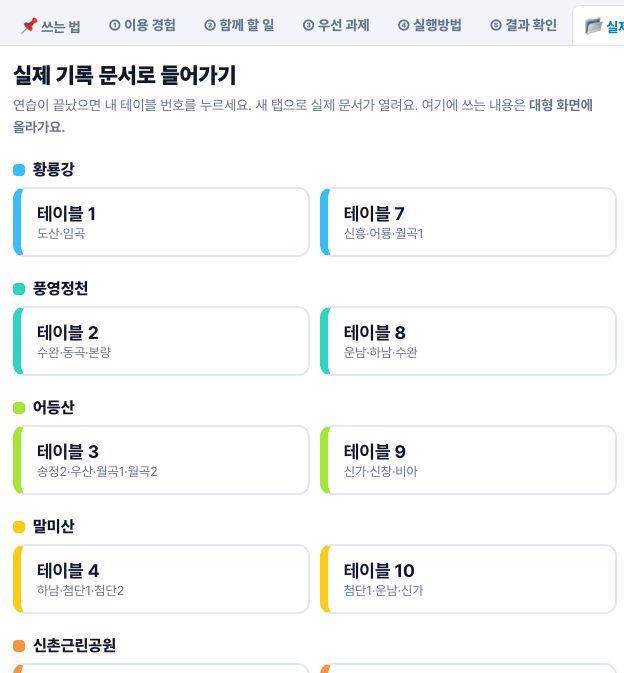 📌 쓰는 법
① 이용 경험
② 함께 할 일
③ 우선 과제
④ 실행방법
⑤ 결과 확인
실제 기록 문서로 들어가기
연습이 끝났으면 내 테이블 번호를 누르세요. 새 탭으로 실제 문서가 열려요. 여기에 쓰는 내용은 대형 화면에
올라가요.
황룡강
테이블 1
도산·임곡
테이블 7
신흥·어룡·월곡1
풍영정천
테이블 2
수완·동곡·본량
테이블 8
운남·하남·수완
어등산
테이블 3
송정2·우산·월곡1·월곡2
테이블 9
신가·신창·비아
말미산
테이블 4
하남·첨단1·첨단2
테이블 10
첨단1·운남·신가
신촌근린공원